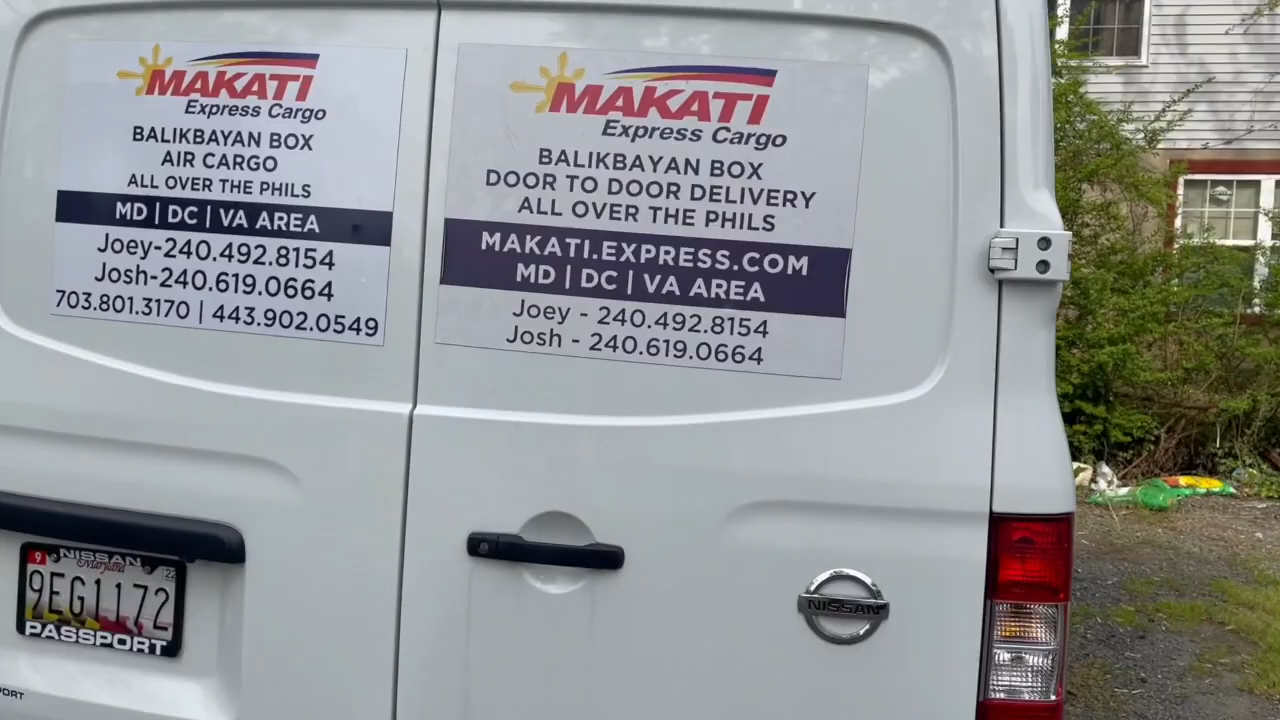 MAKATI
Express Cargo
BALIKBAYAN BOX
AIR CARGO
ALL OVER THE PHILS
MD | DC | VA AREA
Joey-240.492.8154
Josh-240.619.0664
703.801.3170 | 443.902.0549
MAKATI
Express Cargo
BALIKBAYAN BOX
DOOR TO DOOR DELIVERY
ALL OVER THE PHILS
MAKATI.EXPRESS.COM
MD | DC | VA AREA
Joey - 240.492.8154
Josh - 240.619.0664
NISSAN
9 Maryland 22
9EG1172
PASSPORT
PORT
NISSAN